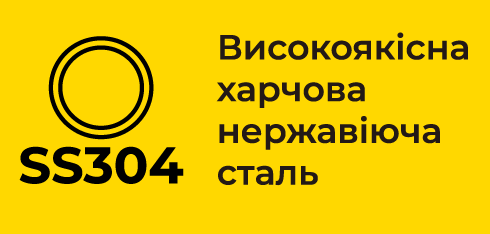 SS304
Високоякісна
харчова
нержавіюча
сталь